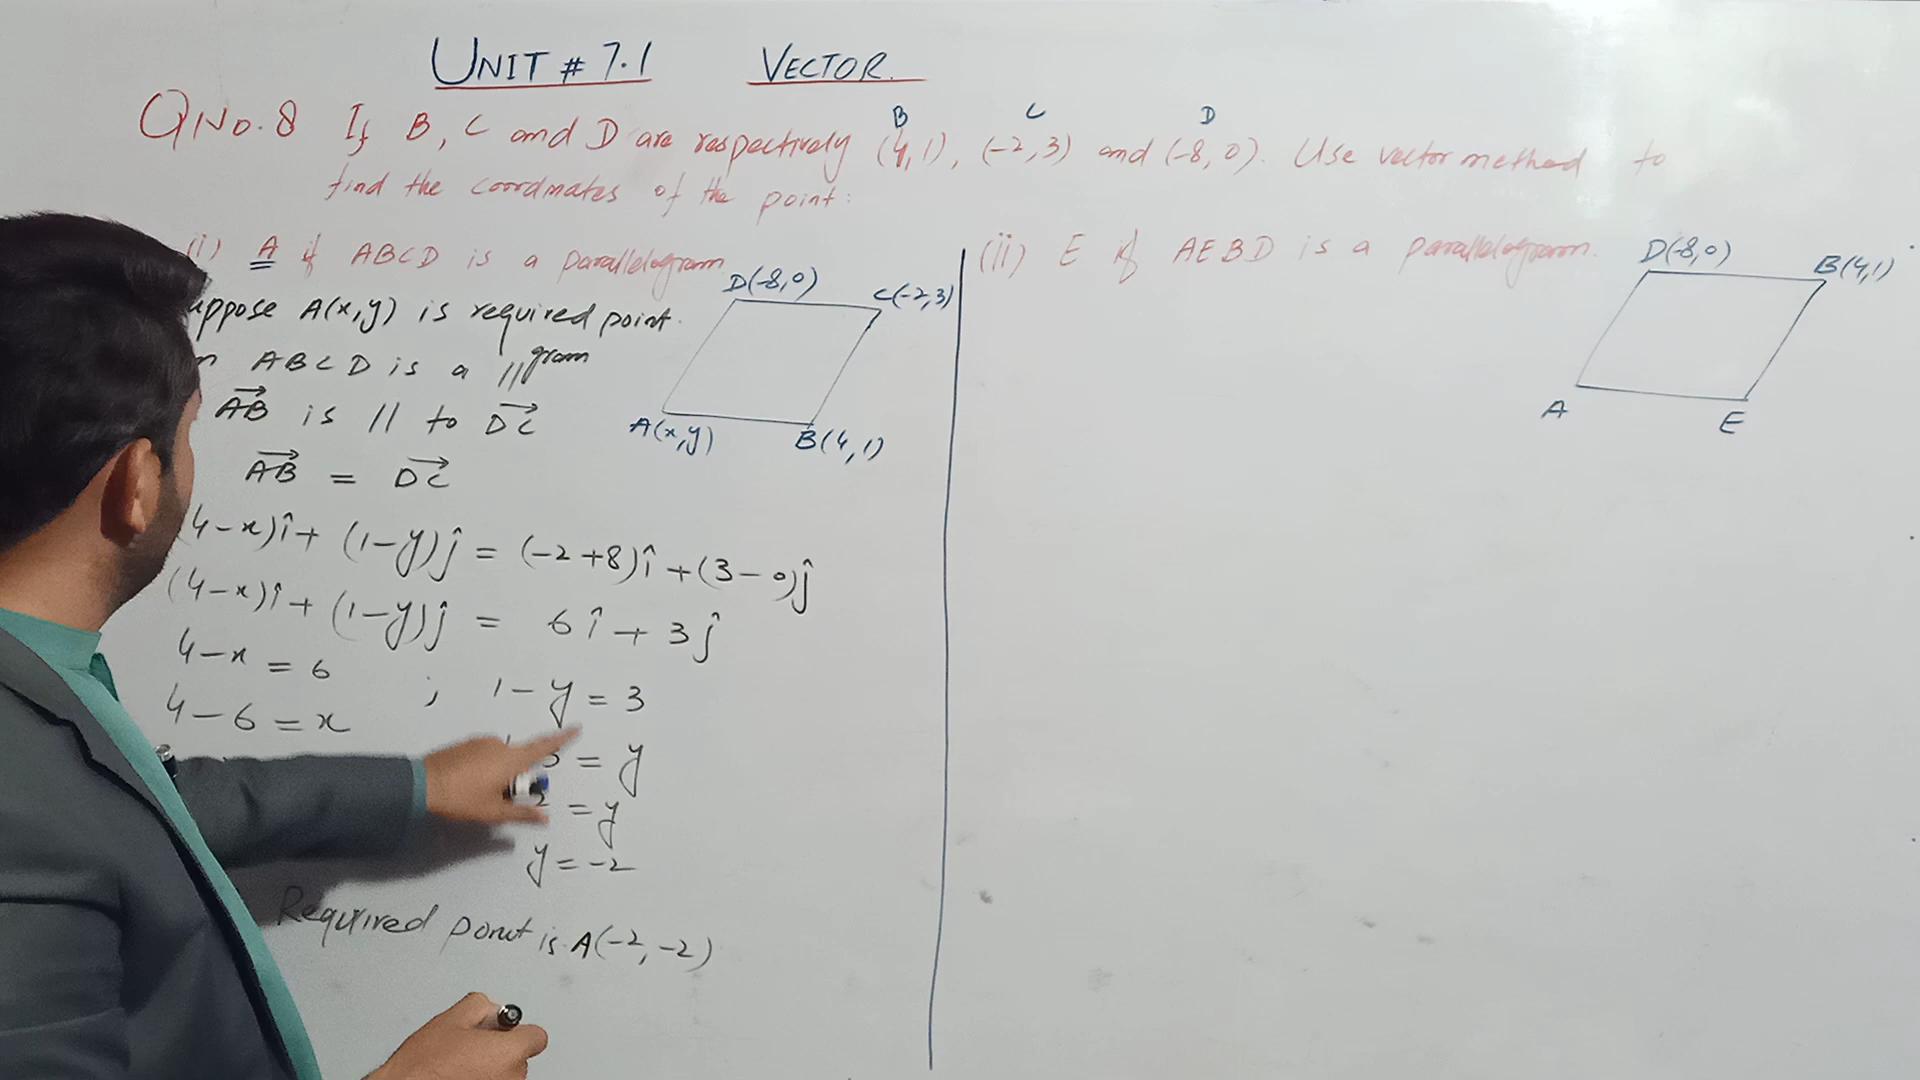 UNIT # 7.1 VECTOR.
B C D
Q No. 8 If B, C and D are respectively (4,1), (-2,3) and (-8,0). Use vector method to
find the coordinates of the point:
(i) A if ABCD is a parallelogram
D(-8,0) C(-2,3)
A(x,y) is required point.
ABCD is a ||gram
AB→ is // to DC→
A(x,y) B(4,1)
AB→ = DC→
4-x)î + (1-y)ĵ = (-2+8)î + (3-0)ĵ
(4-x)î + (1-y)ĵ = 6î + 3ĵ
4-x = 6 ; 1-y = 3
4-6 = x
3 = y
2 = y
y = -2
Required point is A(-2,-2)
(ii) E if AEBD is a parallelogram.
D(-8,0) B(4,1)
A E